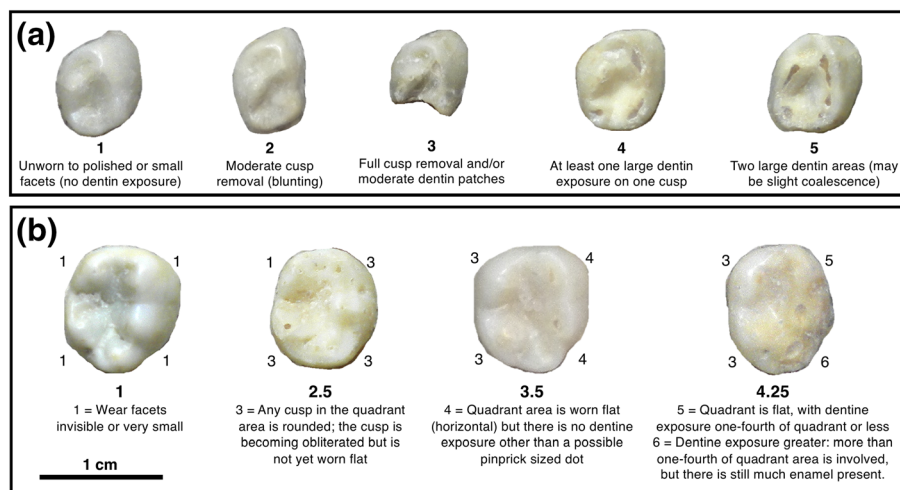 (a)
1
Unworn to polished or small
facets (no dentin exposure)
2
Moderate cusp
removal (blunting)
3
Full cusp removal and/or
moderate dentin patches
4
At least one large dentin
exposure on one cusp
5
Two large dentin areas (may
be slight coalescence)
(b)
1 1
1 1
1
1 = Wear facets
invisible or very small
1 3
3 3
2.5
3 = Any cusp in the quadrant
area is rounded; the cusp is
becoming obliterated but is
not yet worn flat
3 4
3 4
3.5
4 = Quadrant area is worn flat
(horizontal) but there is no dentine
exposure other than a possible
pinprick sized dot
3 5
3 6
4.25
5 = Quadrant is flat, with dentine
exposure one-fourth of quadrant or less
6 = Dentine exposure greater: more than
one-fourth of quadrant area is involved,
but there is still much enamel present.
1 cm